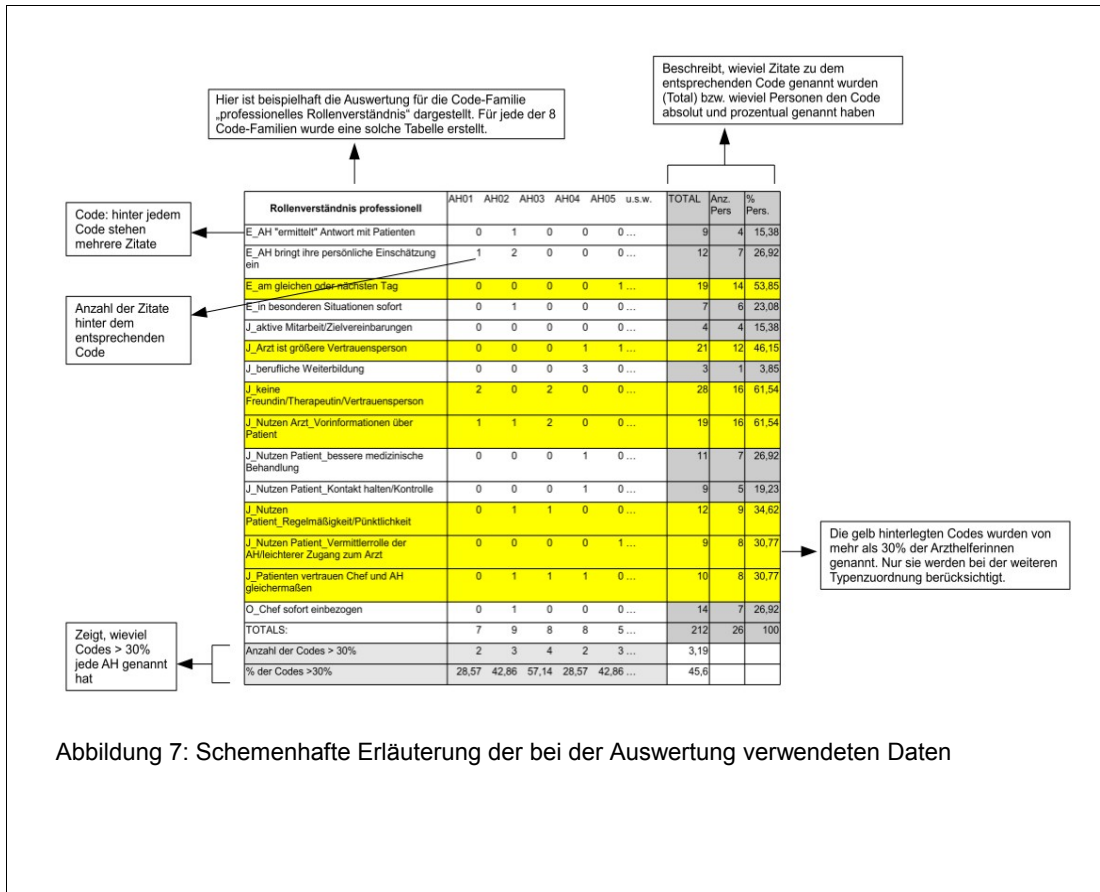 Beschreibt, wieviel Zitate zu dem
entsprechenden Code genannt wurden
(Total) bzw. wieviel Personen den Code
absolut und prozentual genannt haben
Hier ist beispielhaft die Auswertung für die Code-Familie
„professionelles Rollenverständnis" dargestellt. Für jede der 8
Code-Familien wurde eine solche Tabelle erstellt.
Code: hinter jedem
Code stehen
mehrere Zitate
Anzahl der Zitate
hinter dem
entsprechenden
Code
Zeigt, wieviel
Codes > 30%
jede AH genannt
hat
Rollenverständnis professionell AH01 AH02 AH03 AH04 AH05 u.s.w. TOTAL Anz. %
Pers Pers.
E_AH "ermittelt" Antwort mit Patienten 0 1 0 0 0 ... 9 4 15,38
E_AH bringt ihre persönliche Einschätzung 1 2 0 0 0 ... 12 7 26,92
ein
E_am gleichen oder nächsten Tag 0 0 0 0 1 ... 19 14 53,85
E_in besonderen Situationen sofort 0 1 0 0 0 ... 7 6 23,08
J_aktive Mitarbeit/Zielvereinbarungen 0 0 0 0 0 ... 4 4 15,38
J_Arzt ist größere Vertrauensperson 0 0 0 1 1 ... 21 12 46,15
J_berufliche Weiterbildung 0 0 0 3 0 ... 3 1 3,85
J_keine 2 0 2 0 0 ... 28 16 61,54
Freundin/Therapeutin/Vertrauensperson
J_Nutzen Arzt_Vorinformationen über 1 1 2 0 0 ... 19 16 61,54
Patient
J_Nutzen Patient_bessere medizinische 0 0 0 1 0 ... 11 7 26,92
Behandlung
J_Nutzen Patient_Kontakt halten/Kontrolle 0 0 0 1 0 ... 9 5 19,23
J_Nutzen 0 1 1 0 0 ... 12 9 34,62
Patient_Regelmäßigkeit/Pünktlichkeit
J_Nutzen Patient_Vermittlerrolle der 0 0 0 0 1 ... 9 8 30,77
AH/leichterer Zugang zum Arzt
J_Patienten vertrauen Chef und AH 0 1 1 1 0 ... 10 8 30,77
gleichermaßen
O_Chef sofort einbezogen 0 1 0 0 0 ... 14 7 26,92
TOTALS: 7 9 8 8 5 ... 212 26 100
Anzahl der Codes > 30% 2 3 4 2 3 ... 3,19
% der Codes >30% 28,57 42,86 57,14 28,57 42,86 ... 45,6
Die gelb hinterlegten Codes wurden von
mehr als 30% der Arzthelferinnen
genannt. Nur sie werden bei der weiteren
Typenzuordnung berücksichtigt.
Abbildung 7: Schemenhafte Erläuterung der bei der Auswertung verwendeten Daten